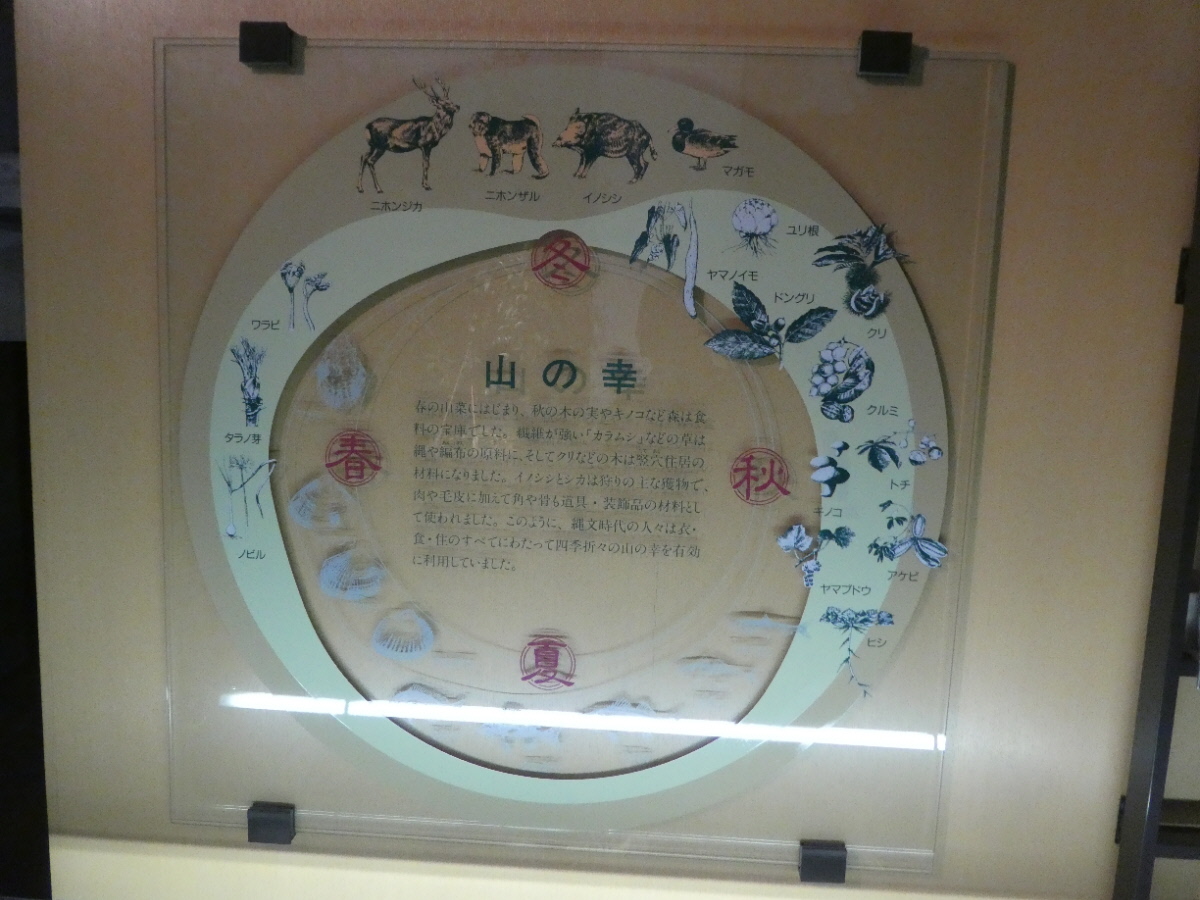 ニホンジカ
ニホンザル
イノシシ
マガモ
ユリ根
ヤマノイモ
ドングリ
クリ
クルミ
トチ
キノコ
アケビ
ヤマブドウ
ヒシ
ワラビ
タラノ芽
ノビル
冬
春
秋
夏
山の幸
春の山菜にはじまり、秋の木の実やキノコなど森は食
料の宝庫でした。繊維が強い「カラムシ」などの草は
縄や編布の原料に、そしてクリなどの木は竪穴住居の
材料になりました。イノシシとシカは狩りの主な獲物で、
肉や毛皮に加えて角や骨も道具・装飾品の材料とし
て使われました。このように、縄文時代の人々は衣・
食・住のすべてにわたって四季折々の山の幸を有効
に利用していました。